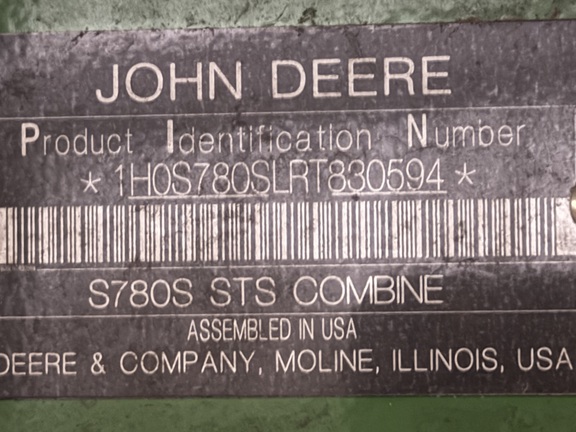 JOHN DEERE
Product Identification Number
*1H0S780SLRT830594*
S780S STS COMBINE
ASSEMBLED IN USA
DEERE & COMPANY, MOLINE, ILLINOIS, USA